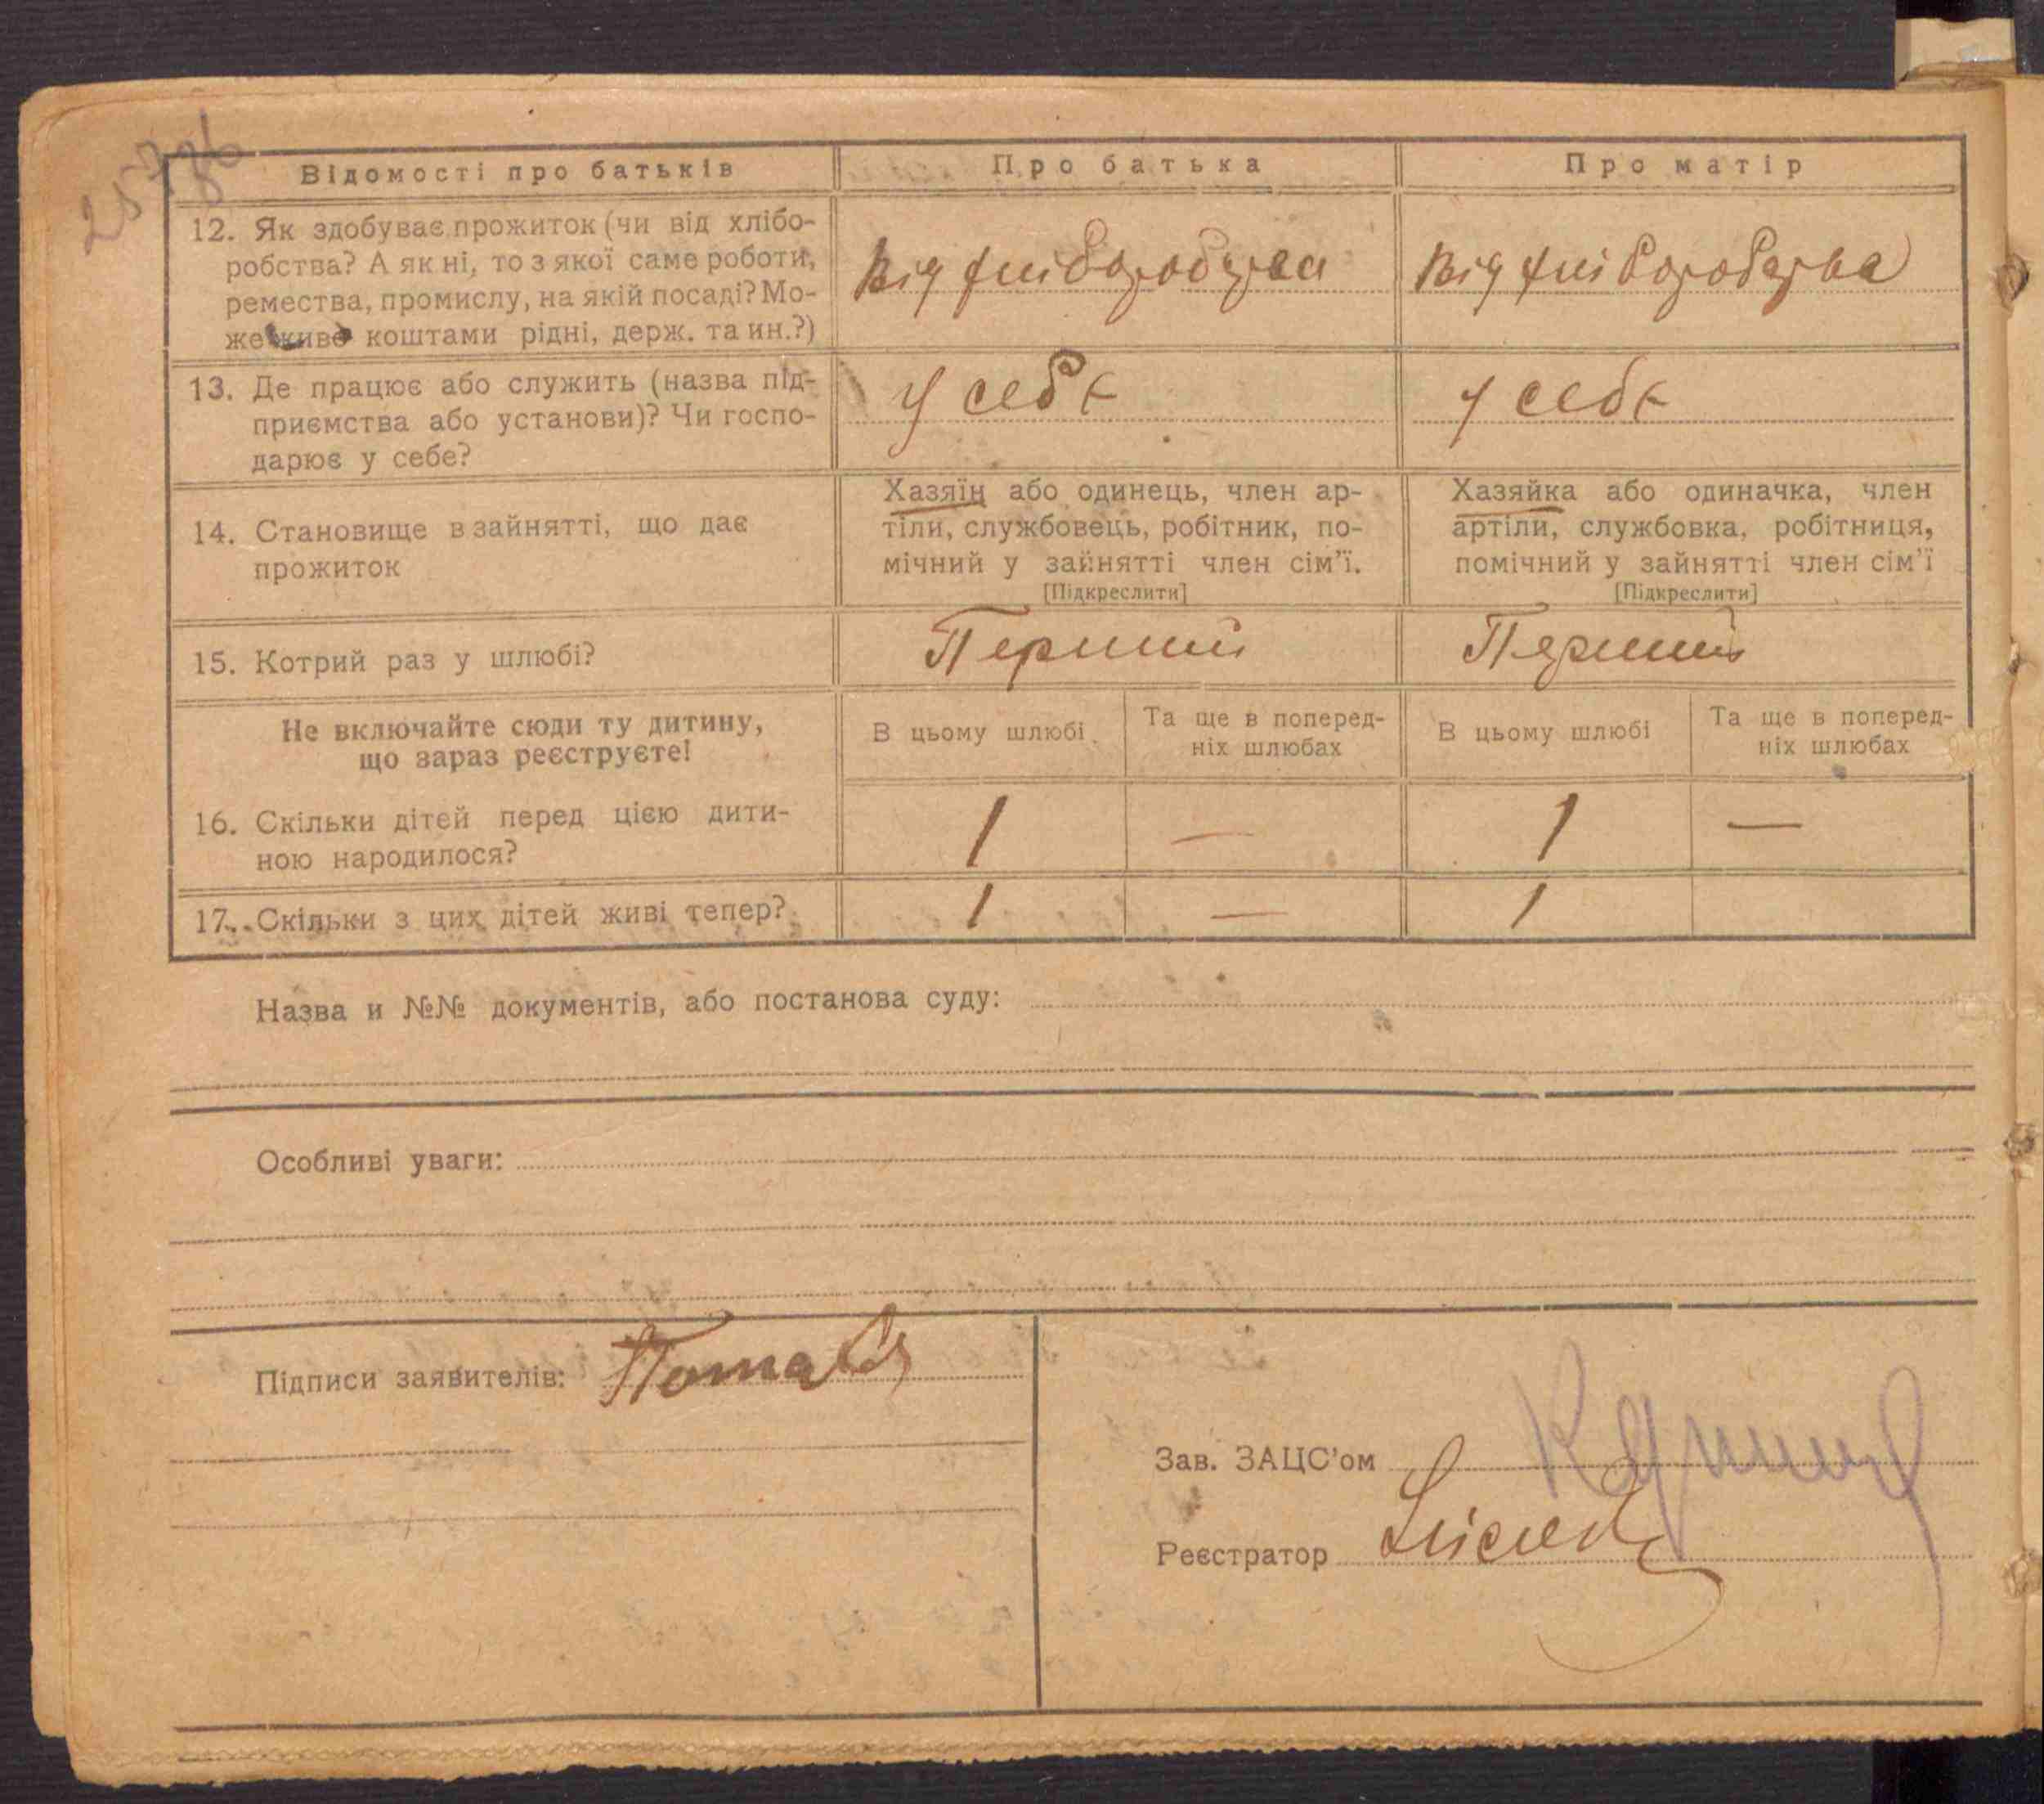 Відомості про батьків
Про батька
Про матір
12. Як здобуває прожиток (чи від хлібо-
робства? А як ні, то з якої саме роботи,
ремества, промислу, на якій посаді? Мо-
же живе коштами рідні, держ. та ин.?)
Від хліборобства
Від хліборобства
13. Де працює або служить (назва під-
приємства або установи)? Чи госпо-
дарює у себе?
у себе
у себе
14. Становище в зайнятті, що дає
прожиток
Хазяїн або одинець, член ар-
тіли, службовець, робітник, по-
мічний у зайнятті член сім'ї.
[Підкреслити]
Хазяйка або одиначка, член
артіли, службовка, робітниця,
помічний у зайнятті член сім'ї
[Підкреслити]
15. Котрий раз у шлюбі?
Перший
Перший
Не включайте сюди ту дитину,
що зараз реєструєте!
В цьому шлюбі
Та ще в поперед-
ніх шлюбах
В цьому шлюбі
Та ще в поперед-
ніх шлюбах
16. Скільки дітей перед цією дити-
ною народилося?
1
—
1
—
17. Скільки з цих дітей живі тепер?
1
—
1
Назва и №№ документів, або постанова суду:
Особливі уваги:
Підписи заявителів:
Зав. ЗАЦС'ом
Реєстратор